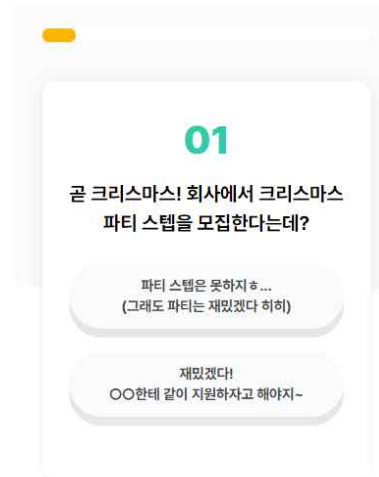 01
곧 크리스마스! 회사에서 크리스마스
파티 스텝을 모집한다는데?
파티 스텝은 못하지ㅎ...
(그래도 파티는 재밌겠다 히히)
재밌겠다!
○○한테 같이 지원하자고 해야지~